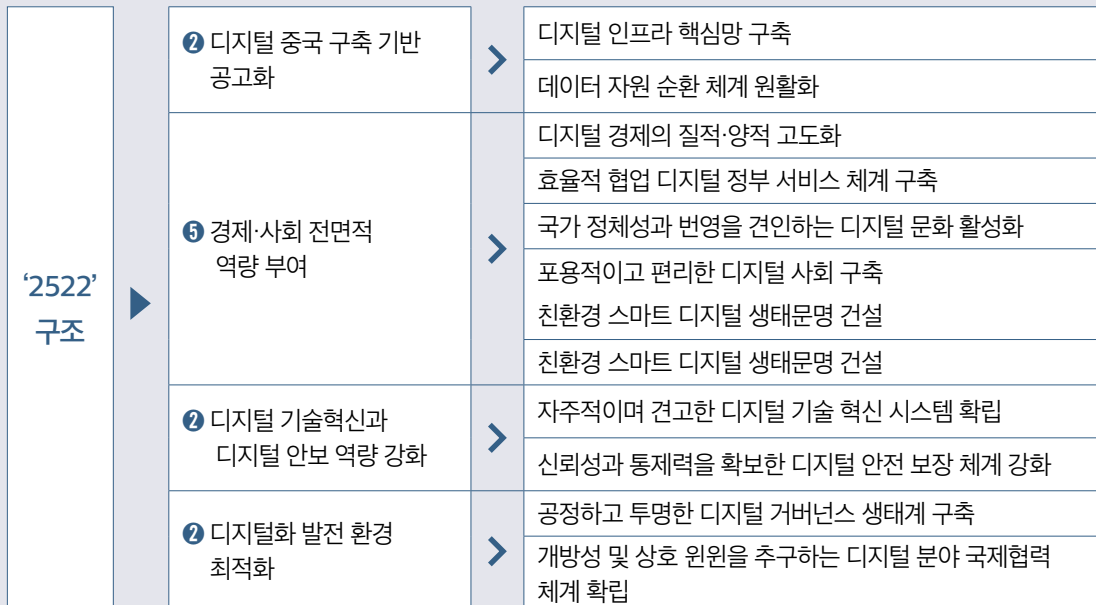 ‘2522’
구조
❷ 디지털 중국 구축 기반
공고화
디지털 인프라 핵심망 구축
데이터 자원 순환 체계 원활화
❺ 경제·사회 전면적
역량 부여
디지털 경제의 질적·양적 고도화
효율적 협업 디지털 정부 서비스 체계 구축
국가 정체성과 번영을 견인하는 디지털 문화 활성화
포용적이고 편리한 디지털 사회 구축
친환경 스마트 디지털 생태문명 건설
친환경 스마트 디지털 생태문명 건설
❷ 디지털 기술혁신과
디지털 안보 역량 강화
자주적이며 견고한 디지털 기술 혁신 시스템 확립
신뢰성과 통제력을 확보한 디지털 안전 보장 체계 강화
❷ 디지털화 발전 환경
최적화
공정하고 투명한 디지털 거버넌스 생태계 구축
개방성 및 상호 윈윈을 추구하는 디지털 분야 국제협력
체계 확립